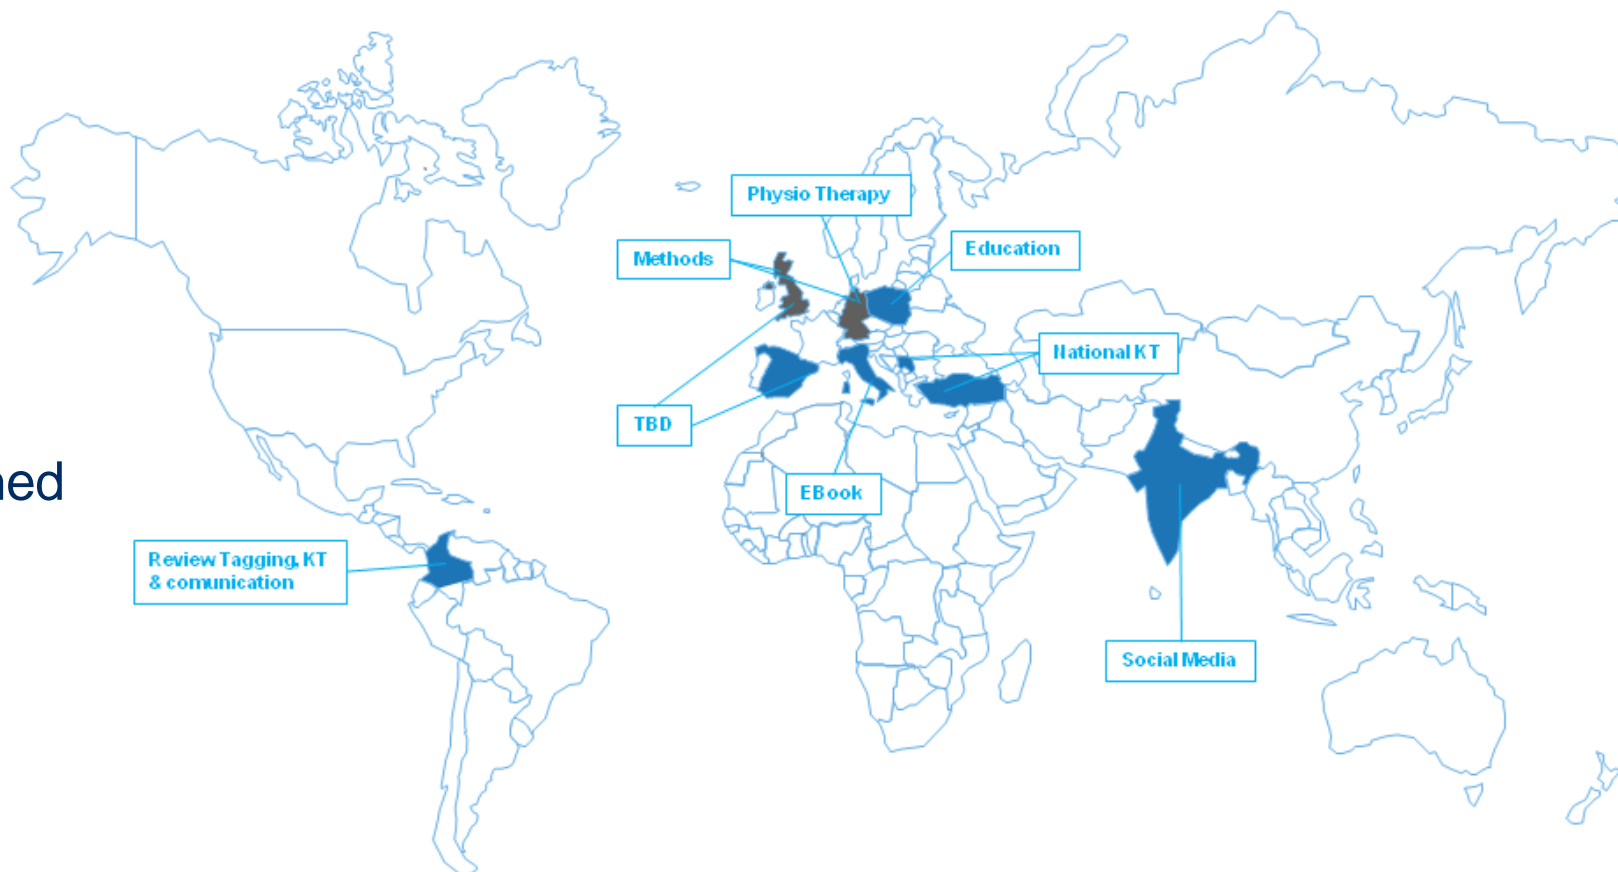 Physio Therapy
Education
Methods
National KT
TBD
EBook
ned
Review Tagging, KT
& comunication
Social Media